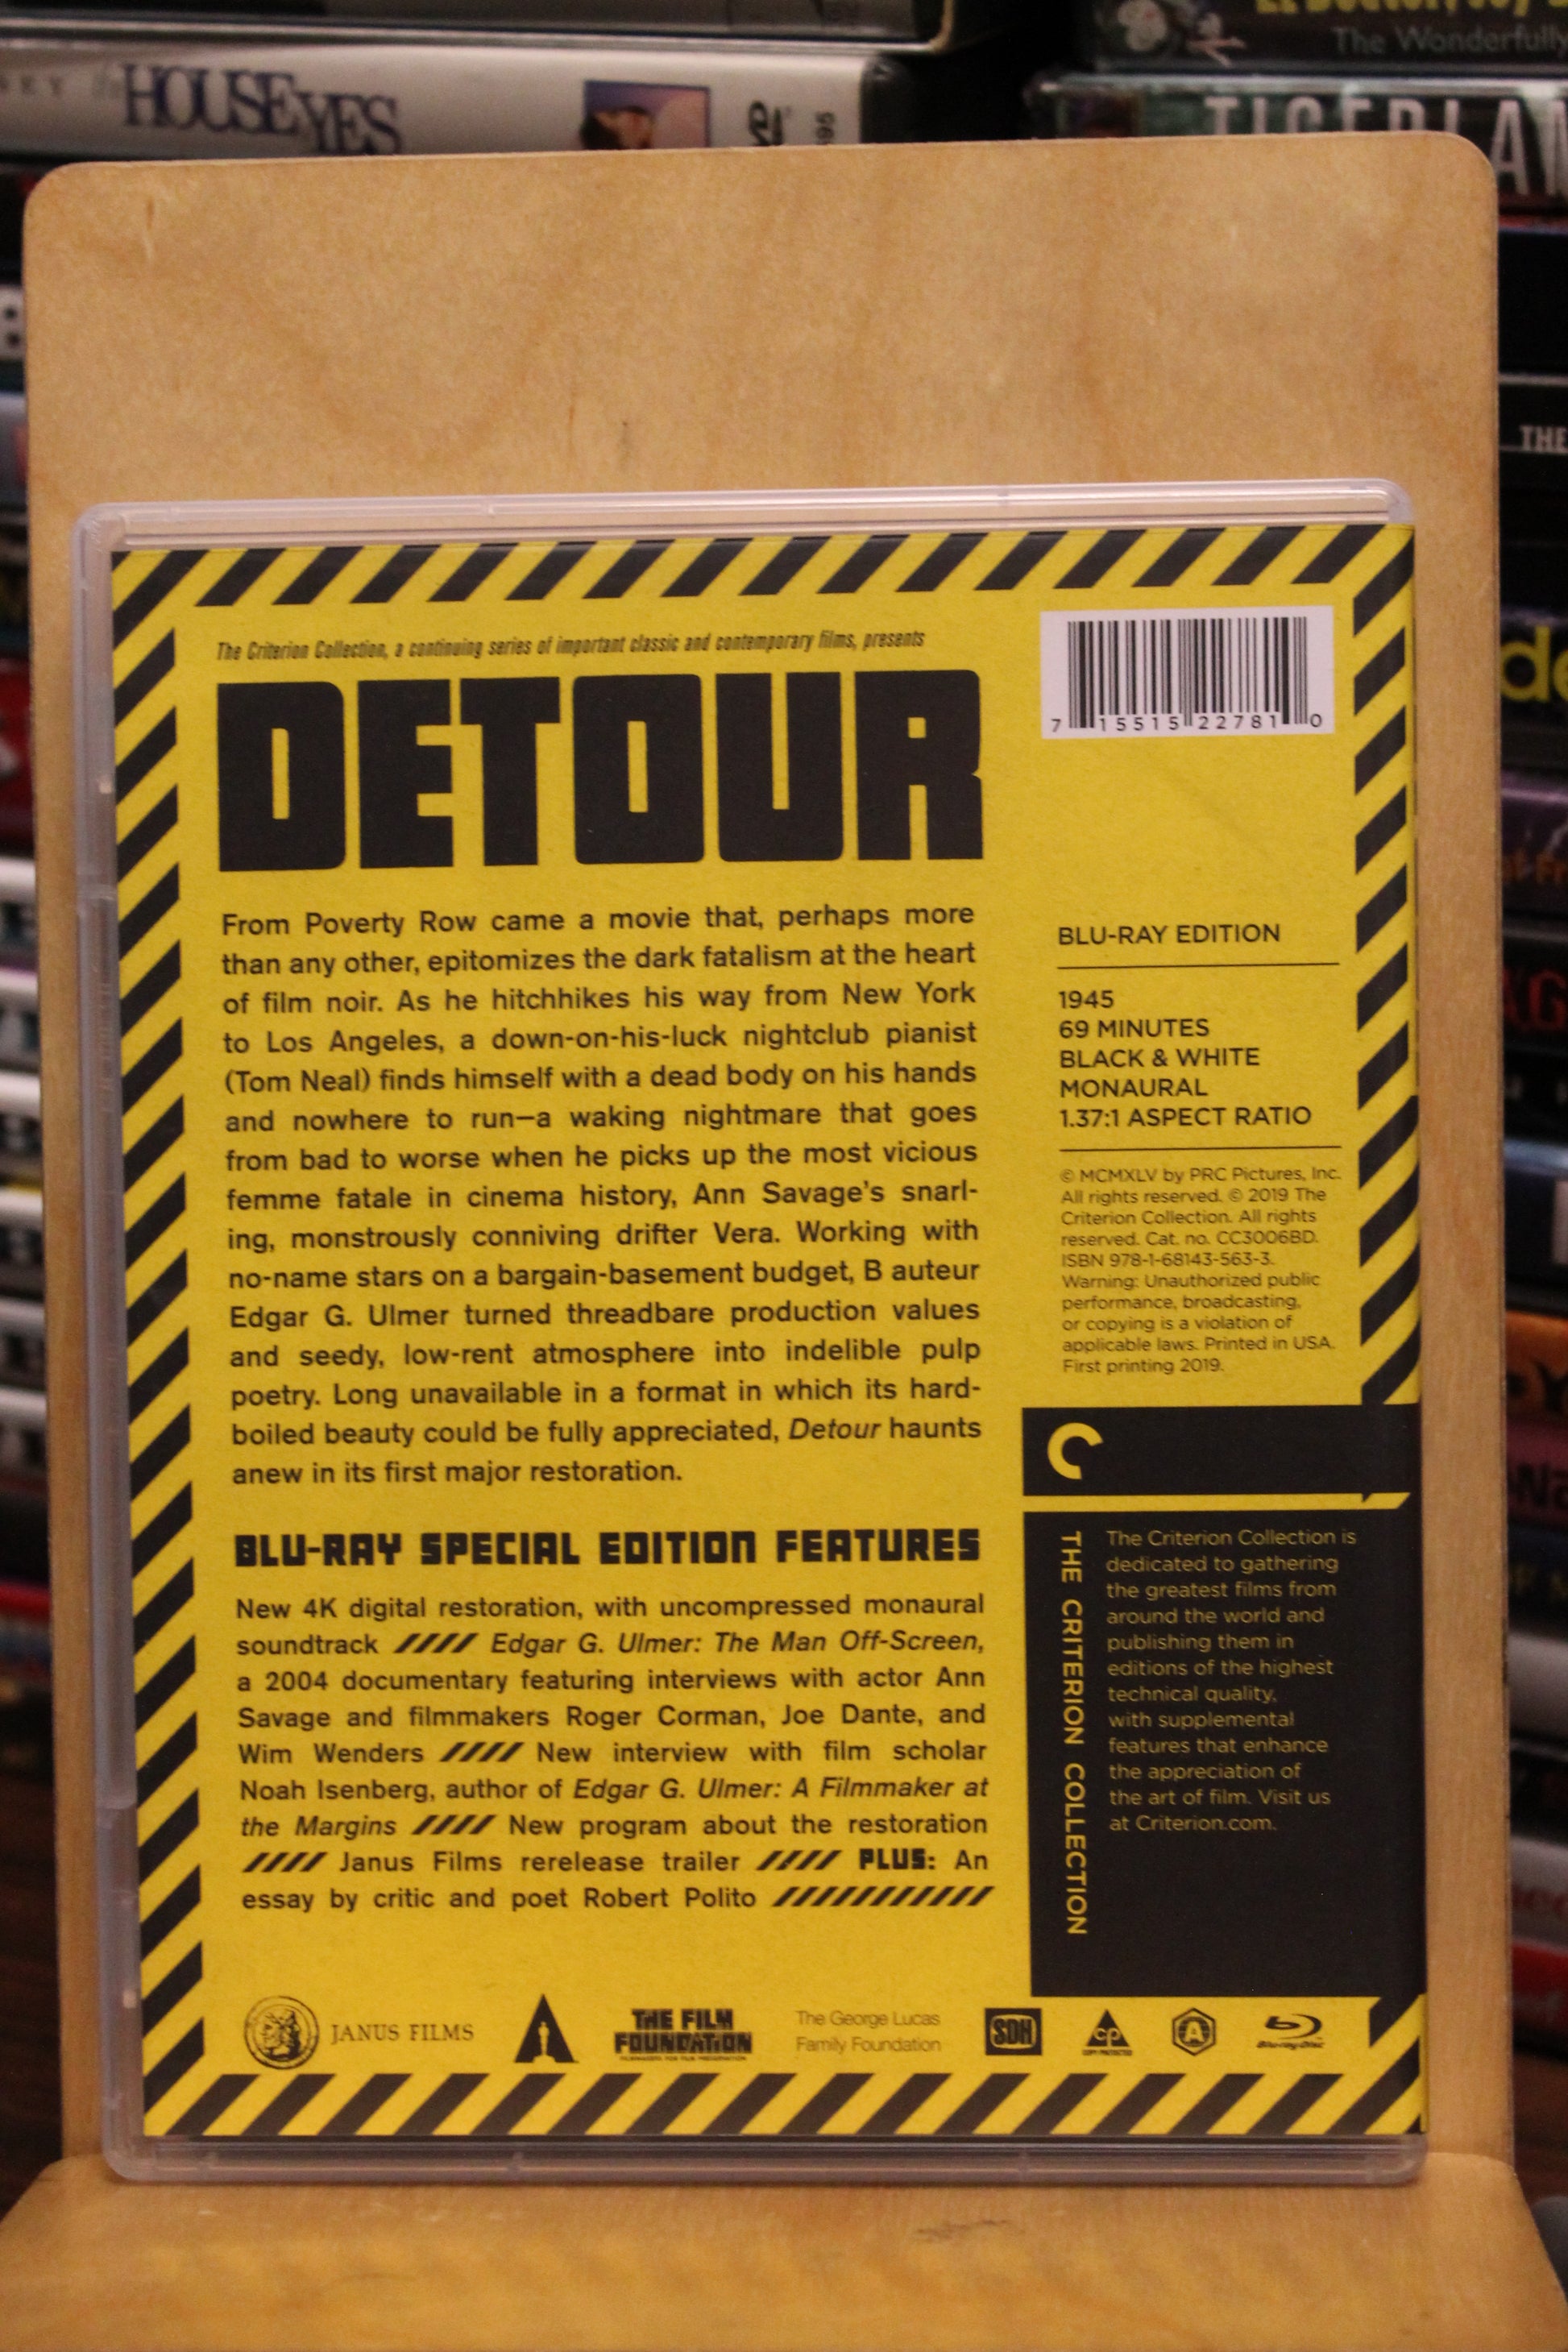 HOUSE YES
95
The Wonderfully
THE
The Criterion Collection, a continuing series of important classic and contemporary films, presents
DETOUR
From Poverty Row came a movie that, perhaps more
than any other, epitomizes the dark fatalism at the heart
of film noir. As he hitchhikes his way from New York
to Los Angeles, a down-on-his-luck nightclub pianist
(Tom Neal) finds himself with a dead body on his hands
and nowhere to run—a waking nightmare that goes
from bad to worse when he picks up the most vicious
femme fatale in cinema history, Ann Savage's snarl-
ing, monstrously conniving drifter Vera. Working with
no-name stars on a bargain-basement budget, B auteur
Edgar G. Ulmer turned threadbare production values
and seedy, low-rent atmosphere into indelible pulp
poetry. Long unavailable in a format in which its hard-
boiled beauty could be fully appreciated, Detour haunts
anew in its first major restoration.
BLU-RAY SPECIAL EDITION FEATURES
New 4K digital restoration, with uncompressed monaural
soundtrack //// Edgar G. Ulmer: The Man Off-Screen,
a 2004 documentary featuring interviews with actor Ann
Savage and filmmakers Roger Corman, Joe Dante, and
Wim Wenders //// New interview with film scholar
Noah Isenberg, author of Edgar G. Ulmer: A Filmmaker at
the Margins //// New program about the restoration
//// Janus Films rerelease trailer //// PLUS: An
essay by critic and poet Robert Polito ////////////
7 15515 22781 0
BLU-RAY EDITION
1945
69 MINUTES
BLACK & WHITE
MONAURAL
1.37:1 ASPECT RATIO
© MCMXLV by PRC Pictures, Inc.
All rights reserved. © 2019 The
Criterion Collection. All rights
reserved. Cat. no. CC3006BD.
ISBN 978-1-68143-563-3.
Warning: Unauthorized public
performance, broadcasting,
or copying is a violation of
applicable laws. Printed in USA.
First printing 2019.
THE CRITERION COLLECTION
The Criterion Collection is
dedicated to gathering
the greatest films from
around the world and
publishing them in
editions of the highest
technical quality,
with supplemental
features that enhance
the appreciation of
the art of film. Visit us
at Criterion.com.
JANUS FILMS
THE FILM
FOUNDATION
FILMMAKERS FOR FILM PRESERVATION
The George Lucas
Family Foundation
SDH
cp
COPY PROTECTED
A
Blu-ray Disc